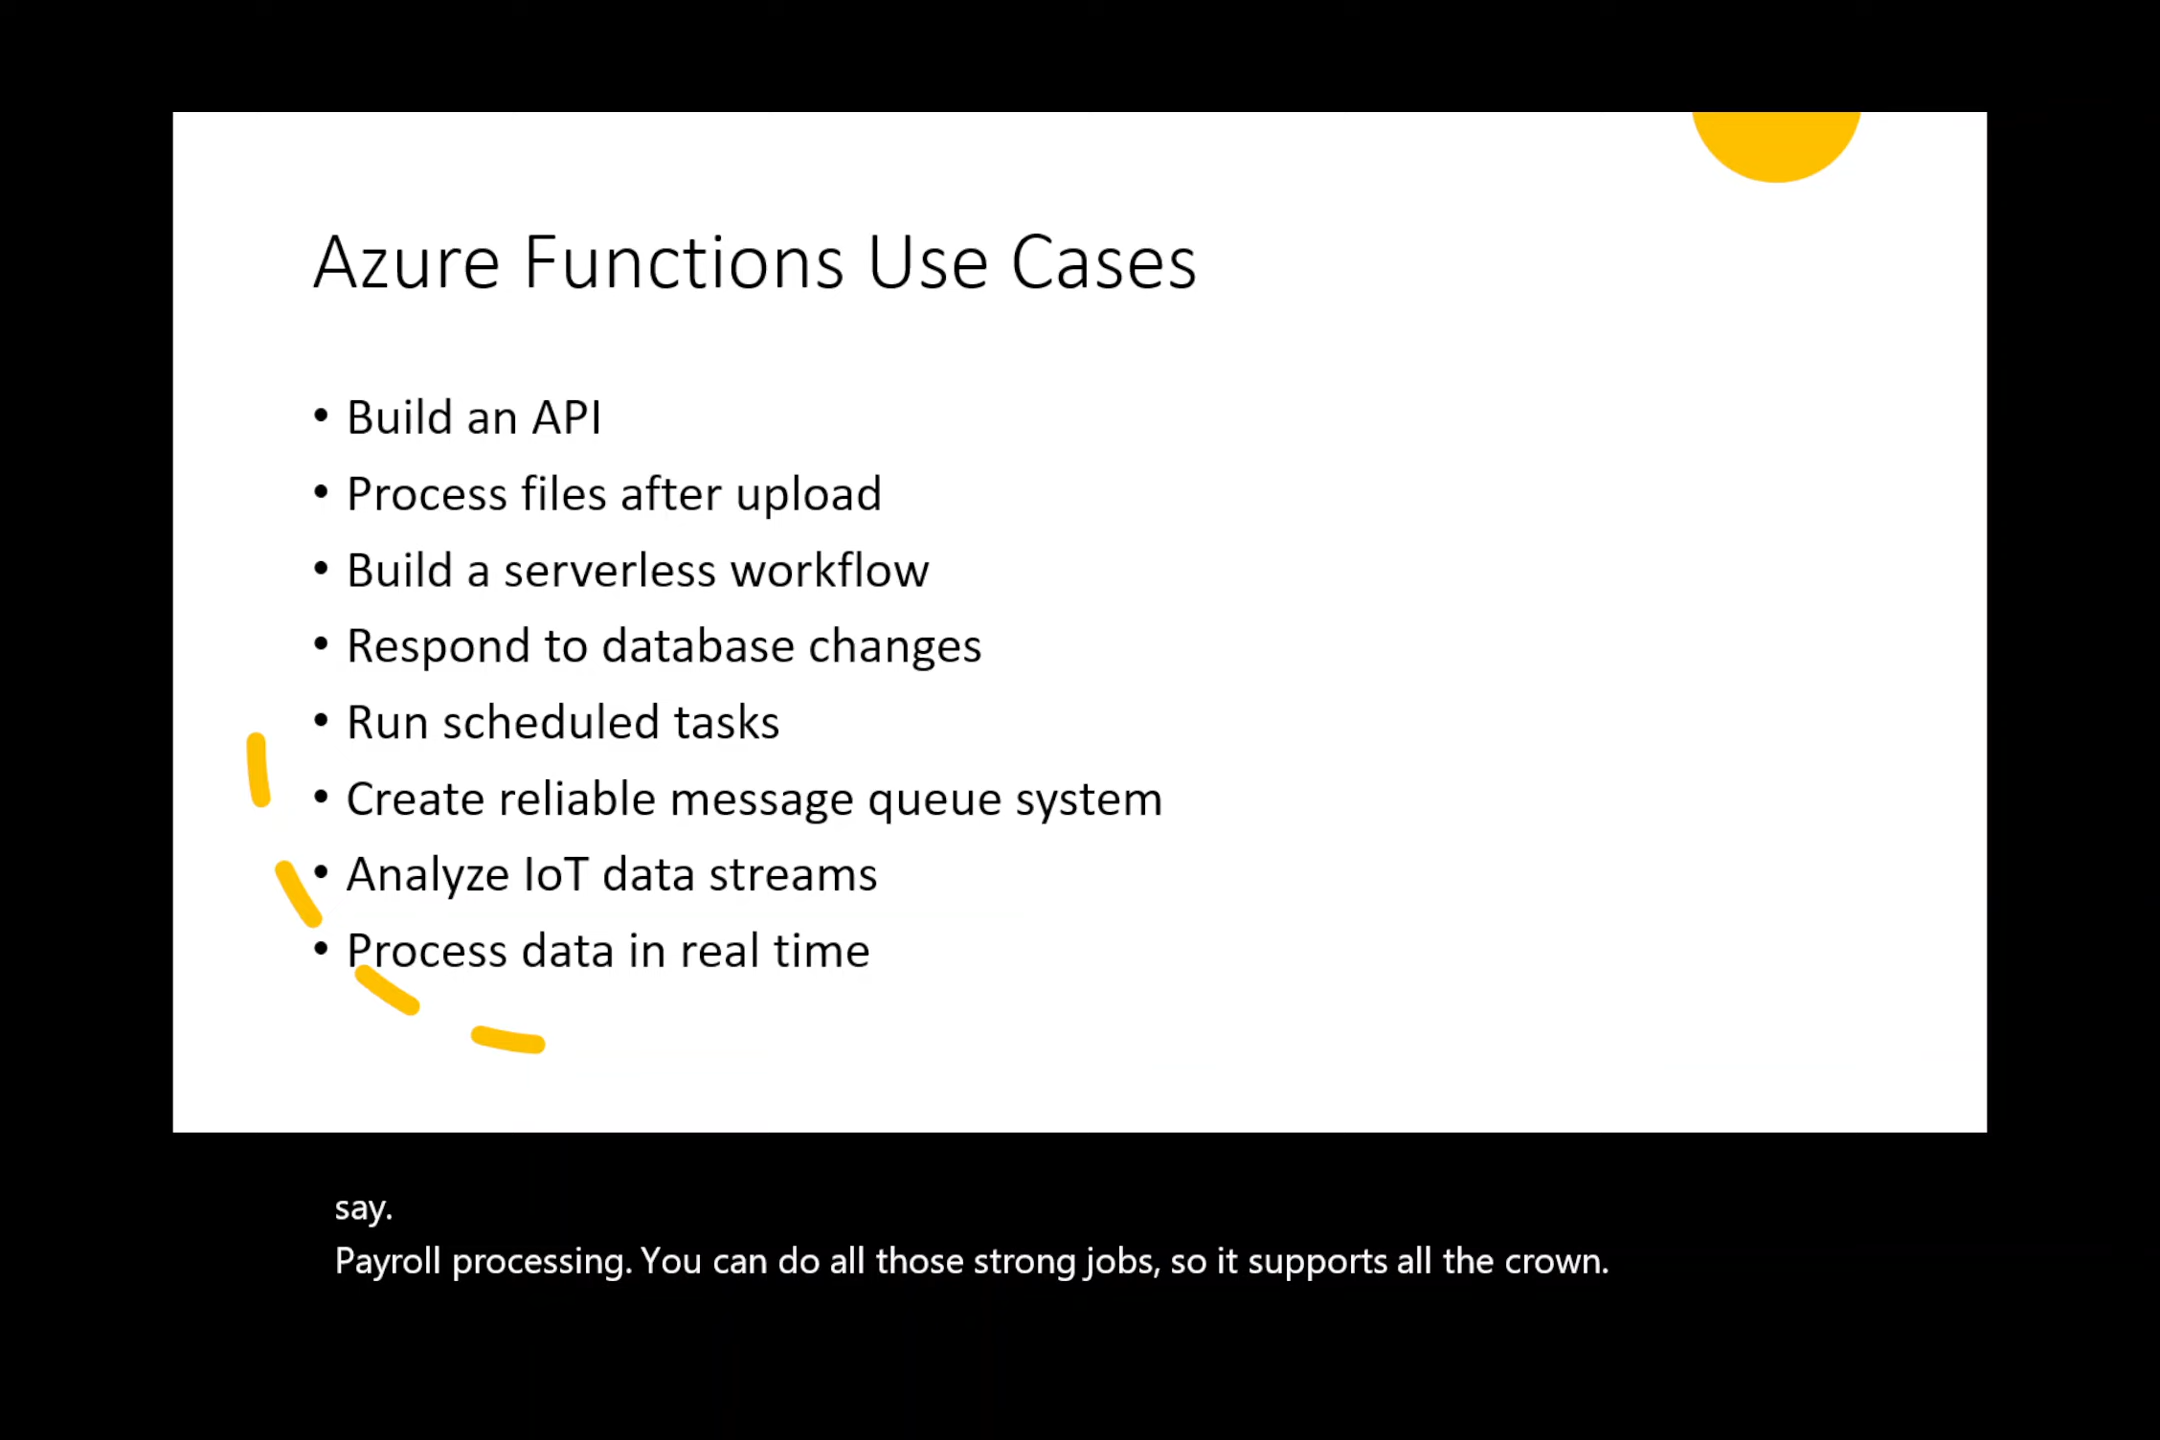 Azure Functions Use Cases
• Build an API
• Process files after upload
• Build a serverless workflow
• Respond to database changes
• Run scheduled tasks
• Create reliable message queue system
• Analyze IoT data streams
• Process data in real time
say.
Payroll processing. You can do all those strong jobs, so it supports all the crown.